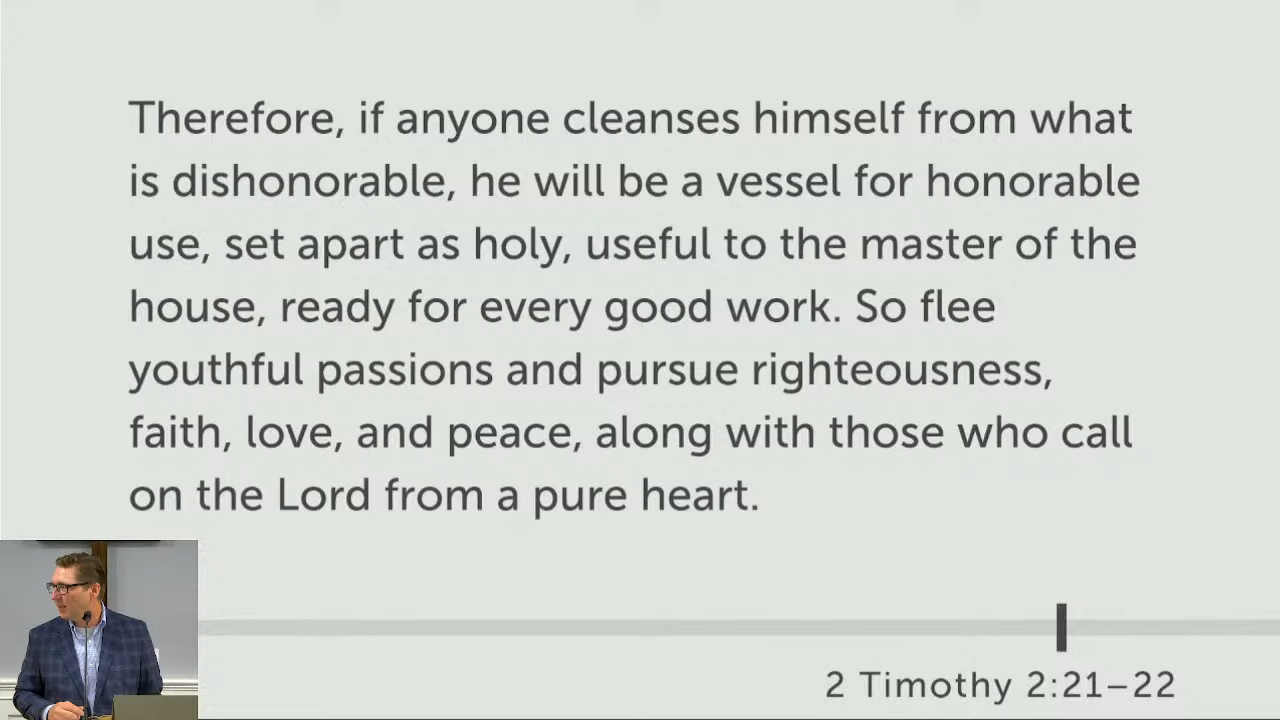 Therefore, if anyone cleanses himself from what
is dishonorable, he will be a vessel for honorable
use, set apart as holy, useful to the master of the
house, ready for every good work. So flee
youthful passions and pursue righteousness,
faith, love, and peace, along with those who call
on the Lord from a pure heart.
2 Timothy 2:21–22